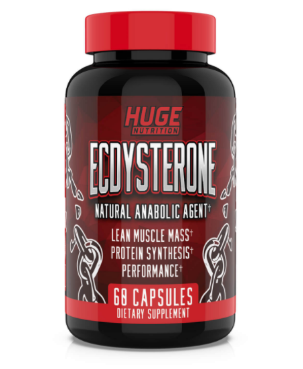 HUGE
NUTRITION
ECDYSTERONE
NATURAL ANABOLIC AGENT†
LEAN MUSCLE MASS†
PROTEIN SYNTHESIS†
PERFORMANCE†
60 CAPSULES
DIETARY SUPPLEMENT